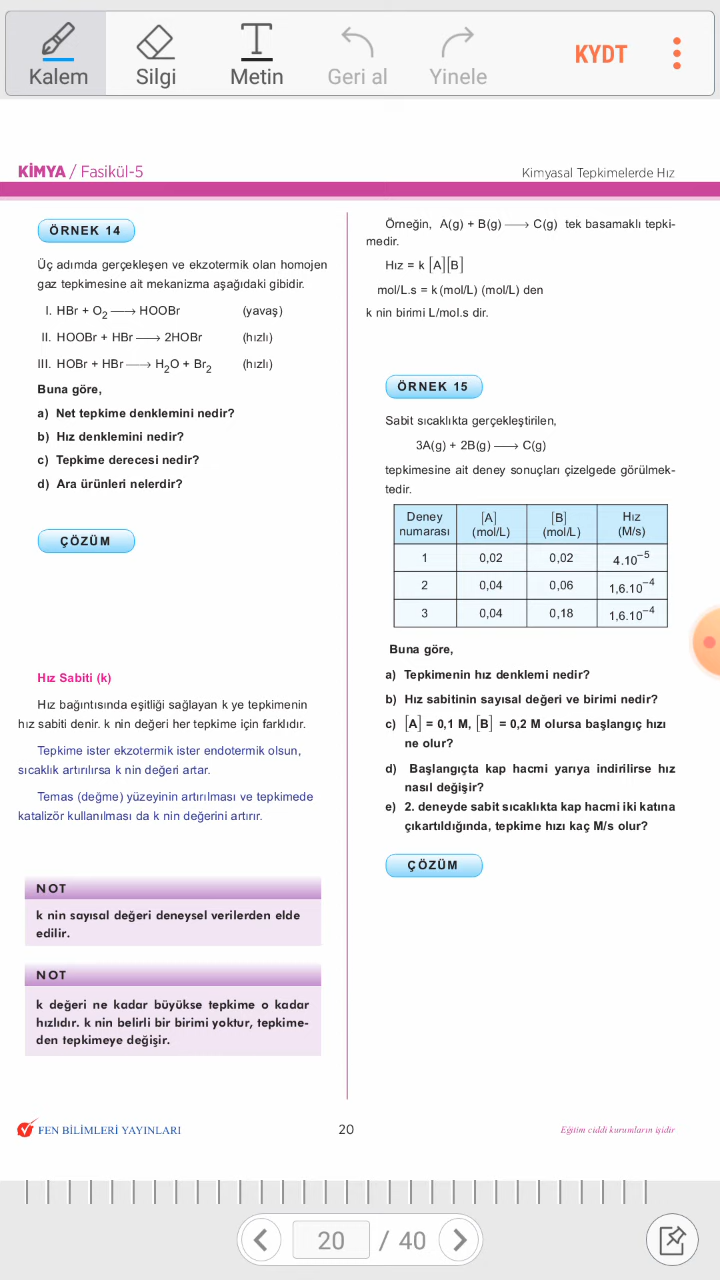 Kalem
Silgi
Metin
Geri al
Yinele
KYDT
KİMYA / Fasikül-5
Kimyasal Tepkimelerde Hız
ÖRNEK 14
Üç adımda gerçekleşen ve ekzotermik olan homojen
gaz tepkimesine ait mekanizma aşağıdaki gibidir.
I. HBr + O₂ ⟶ HOOBr (yavaş)
II. HOOBr + HBr ⟶ 2HOBr (hızlı)
III. HOBr + HBr ⟶ H₂O + Br₂ (hızlı)
Buna göre,
a) Net tepkime denklemini nedir?
b) Hız denklemini nedir?
c) Tepkime derecesi nedir?
d) Ara ürünleri nelerdir?
ÇÖZÜM
Hız Sabiti (k)
Hız bağıntısında eşitliği sağlayan k ye tepkimenin
hız sabiti denir. k nin değeri her tepkime için farklıdır.
Tepkime ister ekzotermik ister endotermik olsun,
sıcaklık artırılırsa k nin değeri artar.
Temas (değme) yüzeyinin artırılması ve tepkimede
katalizör kullanılması da k nin değerini artırır.
NOT
k nin sayısal değeri deneysel verilerden elde
edilir.
NOT
k değeri ne kadar büyükse tepkime o kadar
hızlıdır. k nin belirli bir birimi yoktur, tepkime-
den tepkimeye değişir.
Örneğin, A(g) + B(g) ⟶ C(g) tek basamaklı tepki-
medir.
Hız = k [A][B]
mol/L.s = k (mol/L) (mol/L) den
k nin birimi L/mol.s dir.
ÖRNEK 15
Sabit sıcaklıkta gerçekleştirilen,
3A(g) + 2B(g) ⟶ C(g)
tepkimesine ait deney sonuçları çizelgede görülmek-
tedir.
Deney [A] [B] Hız
numarası (mol/L) (mol/L) (M/s)
1 0,02 0,02 4.10⁻⁵
2 0,04 0,06 1,6.10⁻⁴
3 0,04 0,18 1,6.10⁻⁴
Buna göre,
a) Tepkimenin hız denklemi nedir?
b) Hız sabitinin sayısal değeri ve birimi nedir?
c) [A] = 0,1 M, [B] = 0,2 M olursa başlangıç hızı
ne olur?
d) Başlangıçta kap hacmi yarıya indirilirse hız
nasıl değişir?
e) 2. deneyde sabit sıcaklıkta kap hacmi iki katına
çıkartıldığında, tepkime hızı kaç M/s olur?
ÇÖZÜM
FEN BİLİMLERİ YAYINLARI
20
Eğitim ciddi kurumların işidir
20 / 40